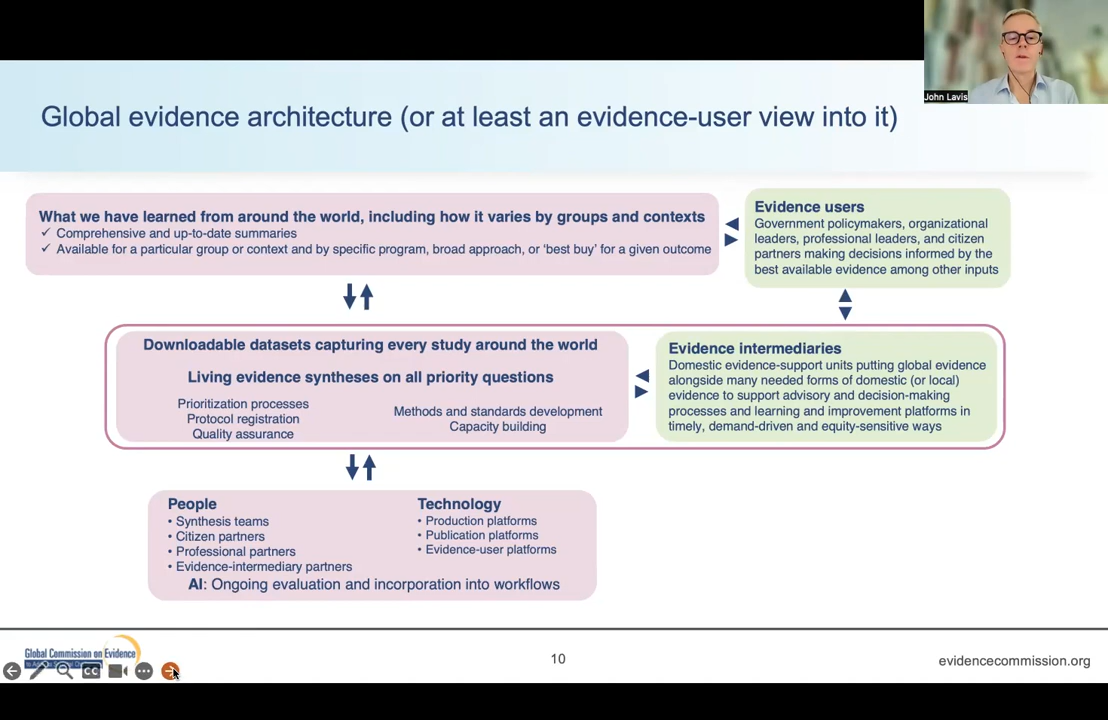 John Lavis
Global evidence architecture (or at least an evidence-user view into it)
What we have learned from around the world, including how it varies by groups and contexts
✓ Comprehensive and up-to-date summaries
✓ Available for a particular group or context and by specific program, broad approach, or 'best buy' for a given outcome
Evidence users
Government policymakers, organizational
leaders, professional leaders, and citizen
partners making decisions informed by the
best available evidence among other inputs
Downloadable datasets capturing every study around the world
Living evidence syntheses on all priority questions
Prioritization processes
Protocol registration
Quality assurance
Methods and standards development
Capacity building
Evidence intermediaries
Domestic evidence-support units putting global evidence
alongside many needed forms of domestic (or local)
evidence to support advisory and decision-making
processes and learning and improvement platforms in
timely, demand-driven and equity-sensitive ways
People
• Synthesis teams
• Citizen partners
• Professional partners
• Evidence-intermediary partners
Technology
• Production platforms
• Publication platforms
• Evidence-user platforms
AI: Ongoing evaluation and incorporation into workflows
Global Commission on Evidence
CC
10
evidencecommission.org